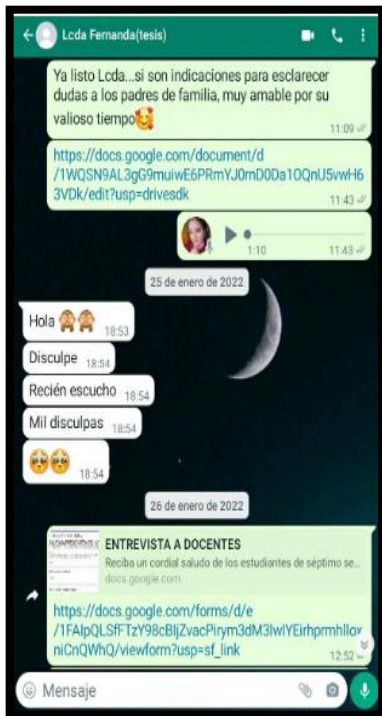 Lcda Fernanda(tesis)
Ya listo Lcda...si son indicaciones para esclarecer
dudas a los padres de familia, muy amable por su
valioso tiempo🥰
11:09
https://docs.google.com/document/d
/1WQSN9AL3gG9muiwE6PRmYJ0rnD0Da1OQnU5vwH6
3VDk/edit?usp=drivesdk
11:43
1:10
11:43
25 de enero de 2022
Hola 🙈🙈
18:53
Disculpe
18:54
Recién escucho
18:54
Mil disculpas
18:54
🥺🥺
18:54
26 de enero de 2022
ENTREVISTA A DOCENTES
Reciba un cordial saludo de los estudiantes de séptimo se...
docs.google.com
https://docs.google.com/forms/d/e
/1FAIpQLSfFTzY98cBIjZvacPirym3dM3IwIYEirhprmhlIox
niCnQWhQ/viewform?usp=sf_link
12:52
Mensaje